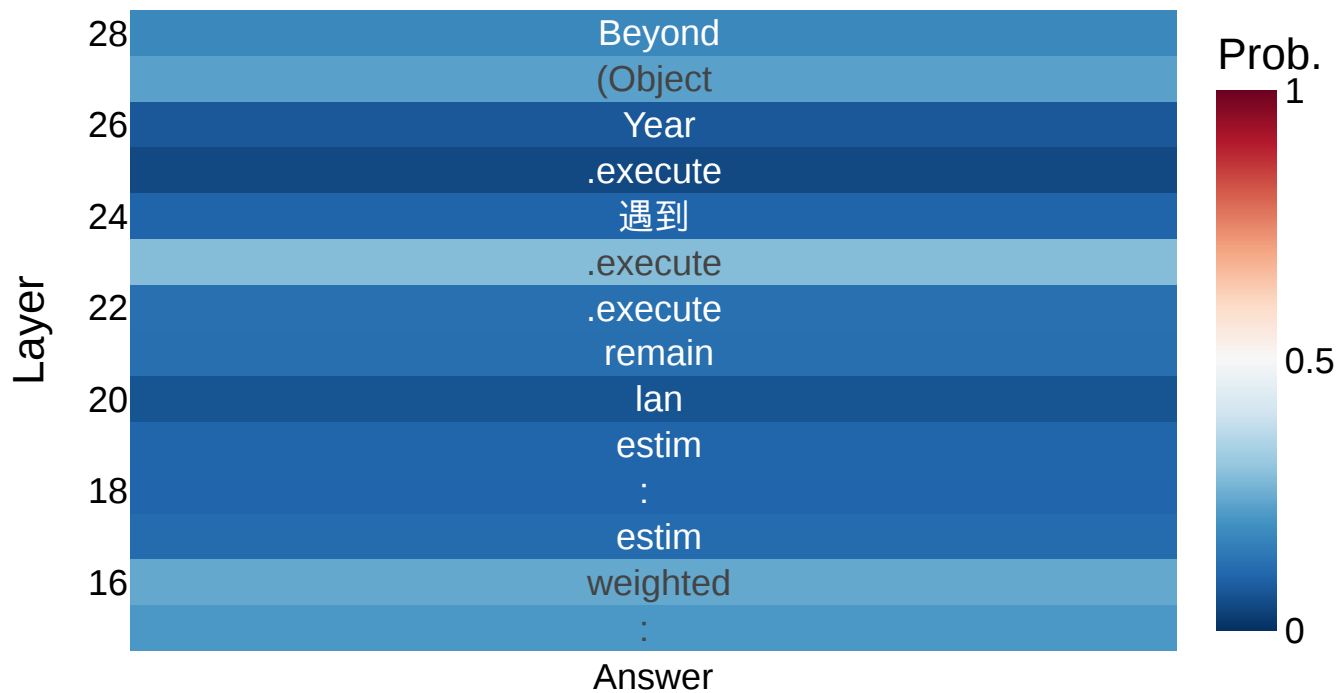 28 Beyond
(Object
26 Year
.execute
24 遇到
.execute
22 .execute
remain
20 lan
estim
18 :
estim
16 weighted
:
Answer
Layer
Prob.
1
0.5
0